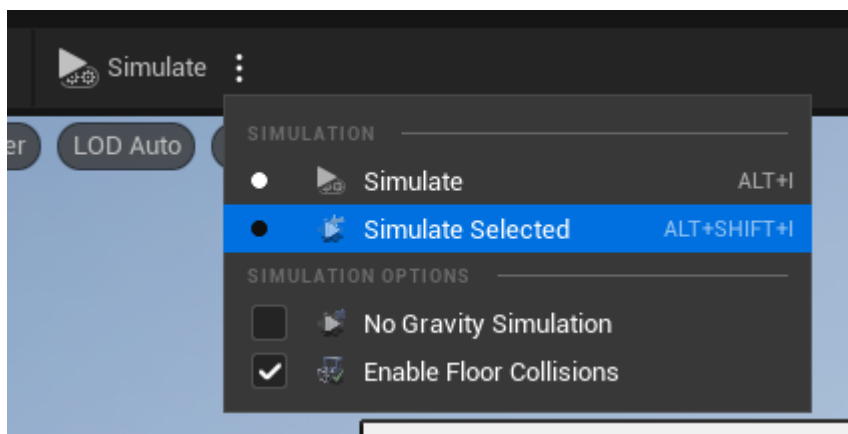 Simulate
er LOD Auto
SIMULATION
Simulate ALT+I
Simulate Selected ALT+SHIFT+I
SIMULATION OPTIONS
No Gravity Simulation
Enable Floor Collisions